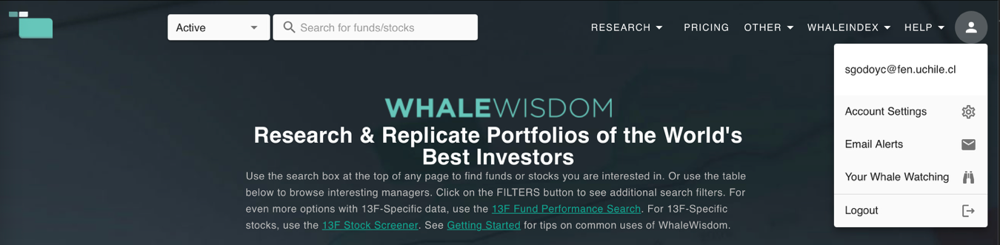 Active
Search for funds/stocks
RESEARCH
PRICING
OTHER
WHALEINDEX
HELP
sgodoyc@fen.uchile.cl
Account Settings
Email Alerts
Your Whale Watching
Logout
WHALEWISDOM
Research & Replicate Portfolios of the World's
Best Investors
Use the search box at the top of any page to find funds or stocks you are interested in. Or use the table
below to browse interesting managers. Click on the FILTERS button to see additional search filters. For
even more options with 13F-Specific data, use the 13F Fund Performance Search. For 13F-Specific
stocks, use the 13F Stock Screener. See Getting Started for tips on common uses of WhaleWisdom.